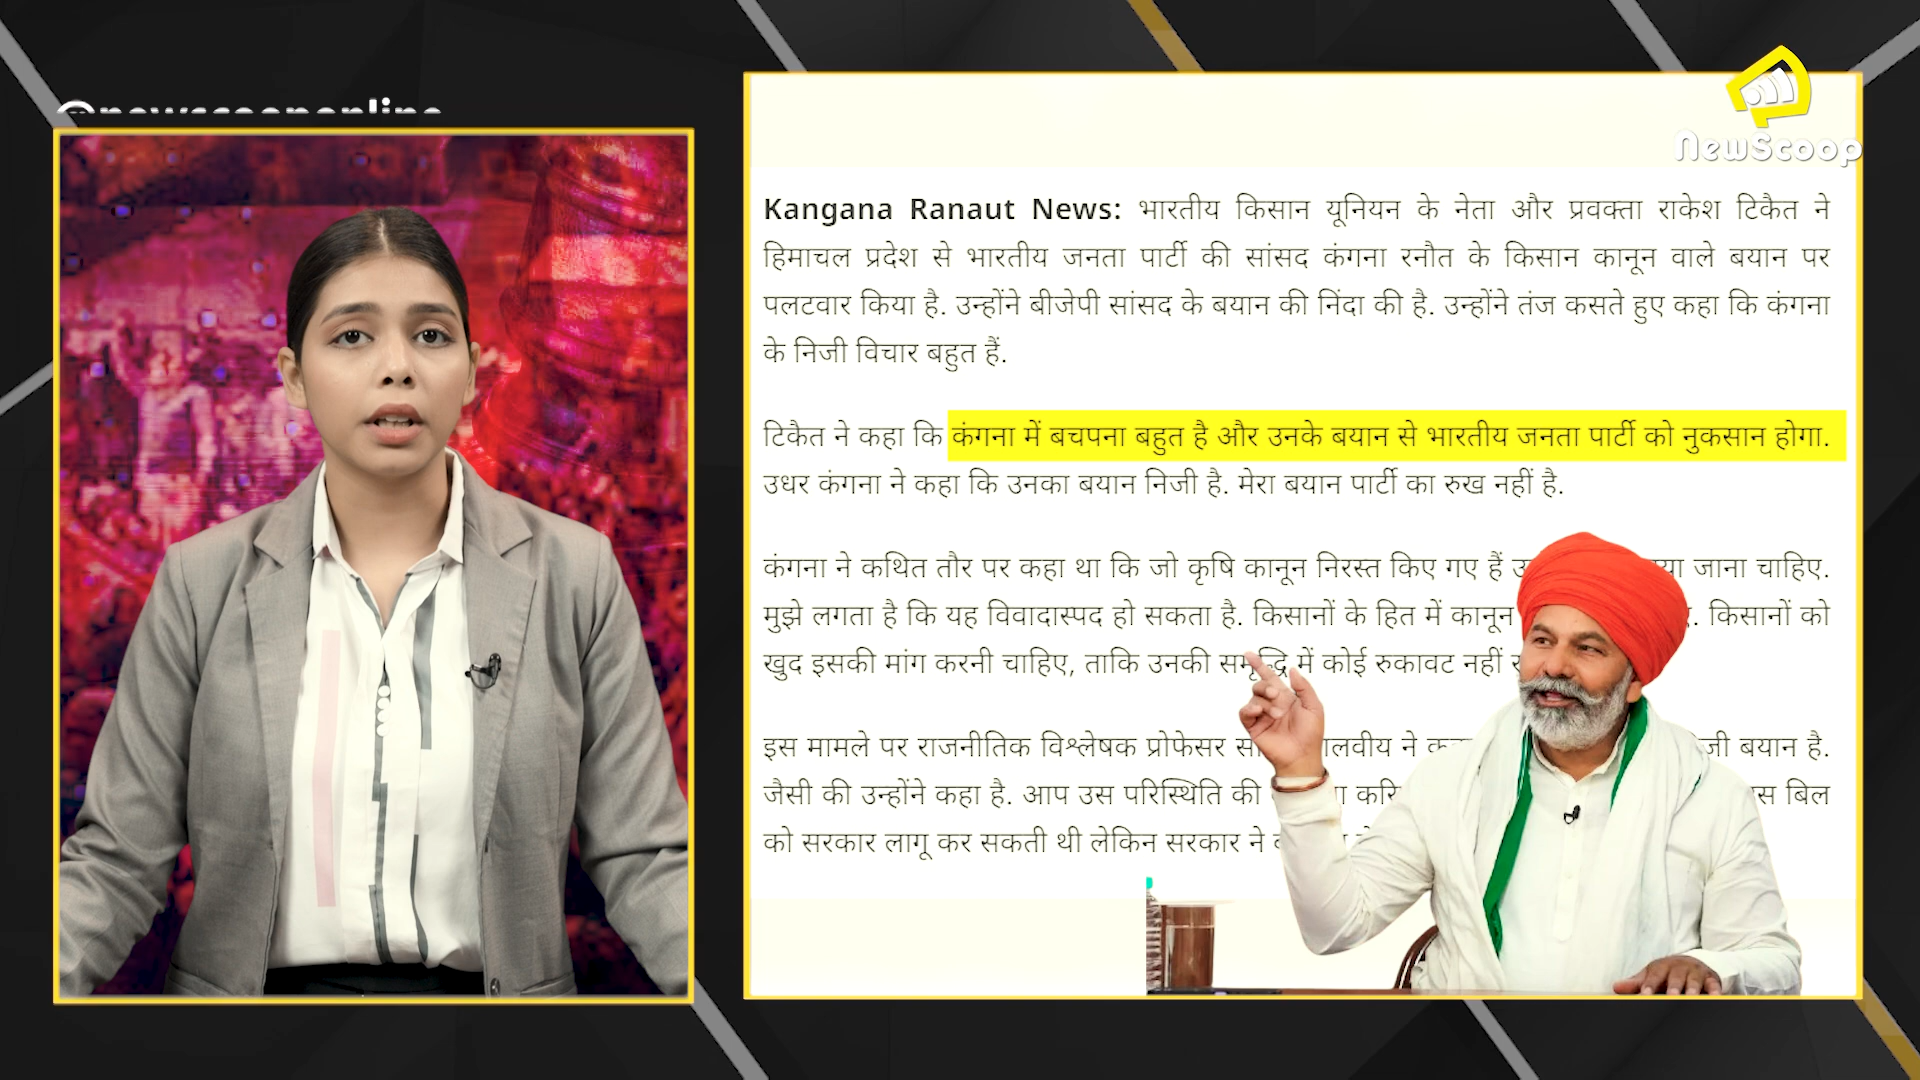 NewScoop
Kangana Ranaut News: भारतीय किसान यूनियन के नेता और प्रवक्ता राकेश टिकैत ने
हिमाचल प्रदेश से भारतीय जनता पार्टी की सांसद कंगना रनौत के किसान कानून वाले बयान पर
पलटवार किया है. उन्होंने बीजेपी सांसद के बयान की निंदा की है. उन्होंने तंज कसते हुए कहा कि कंगना
के निजी विचार बहुत हैं.
टिकैत ने कहा कि कंगना में बचपना बहुत है और उनके बयान से भारतीय जनता पार्टी को नुकसान होगा.
उधर कंगना ने कहा कि उनका बयान निजी है. मेरा बयान पार्टी का रुख नहीं है.
कंगना ने कथित तौर पर कहा था कि जो कृषि कानून निरस्त किए गए हैं जाना चाहिए.
मुझे लगता है कि यह विवादास्पद हो सकता है. किसानों के हित में कानून किसानों को
खुद इसकी मांग करनी चाहिए, ताकि उनकी समृद्धि में कोई रुकावट नहीं
इस मामले पर राजनीतिक विश्लेषक प्रोफेसर ने बयान है.
जैसी की उन्होंने कहा है. आप उस परिस्थिति की बिल
को सरकार लागू कर सकती थी लेकिन सरकार ने